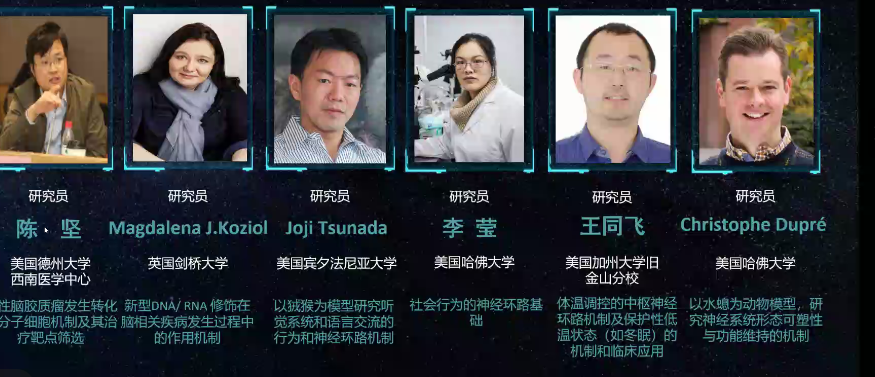 研究员
研究员
研究员
研究员
研究员
研究员
陈 坚
Magdalena J.Koziol
Joji Tsunada
李 莹
王同飞
Christophe Dupré
美国德州大学
西南医学中心
英国剑桥大学
美国宾夕法尼亚大学
美国哈佛大学
美国加州大学旧
金山分校
美国哈佛大学
性脑胶质瘤发生转化
分子细胞机制及其治
疗靶点筛选
新型DNA/ RNA 修饰在
脑相关疾病发生过程中
的作用机制
以狨猴为模型研究听
觉系统和语言交流的
行为和神经环路机制
社会行为的神经环路基
础
体温调控的中枢神经
环路机制及保护性低
温状态（如冬眠）的
机制和临床应用
以水螅为动物模型，研
究神经系统形态可塑性
与功能维持的机制